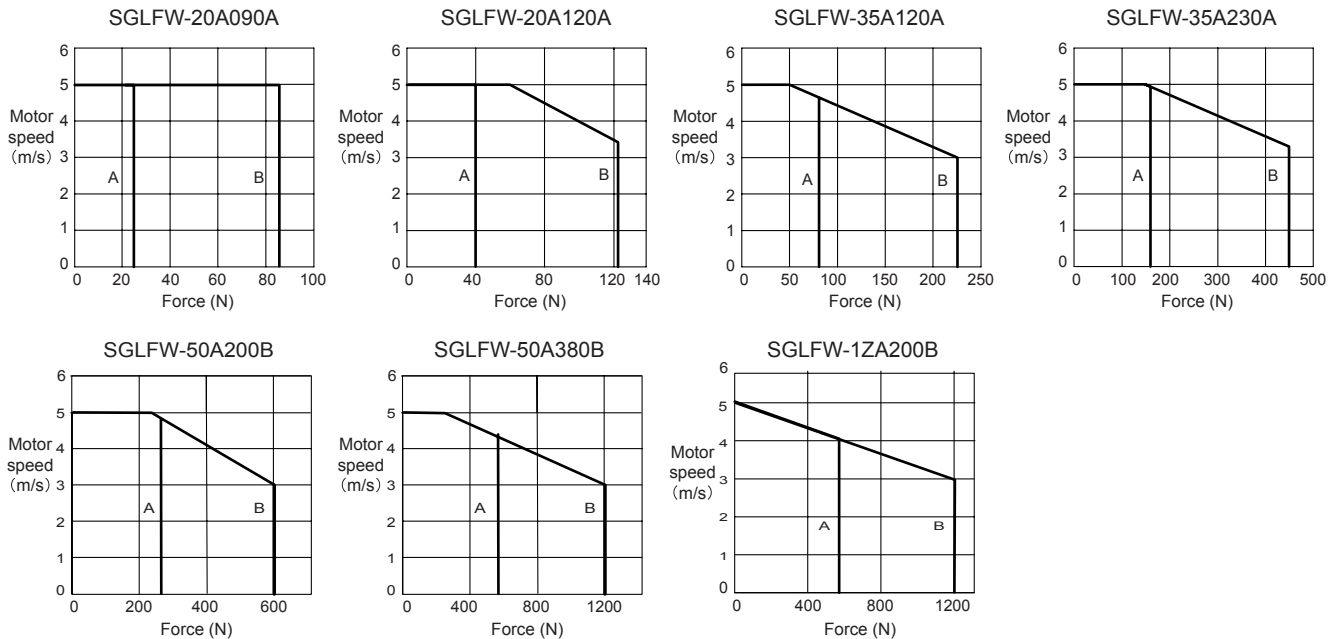 SGLFW-20A090A
6
5
4
3
2
1
0
Motor
speed
(m/s)
A
B
0 20 40 60 80 100
Force (N)
SGLFW-20A120A
6
5
4
3
2
1
0
Motor
speed
(m/s)
A
B
0 40 80 120 140
Force (N)
SGLFW-35A120A
6
5
4
3
2
1
0
Motor
speed
(m/s)
A
B
0 50 100 150 200 250
Force (N)
SGLFW-35A230A
6
5
4
3
2
1
0
Motor
speed
(m/s)
A
B
0 100 200 300 400 500
Force (N)
SGLFW-50A200B
6
5
4
3
2
1
0
Motor
speed
(m/s)
A
B
0 200 400 600
Force (N)
SGLFW-50A380B
6
5
4
3
2
1
0
Motor
speed
(m/s)
A
B
0 400 800 1200
Force (N)
SGLFW-1ZA200B
6
5
4
3
2
1
0
Motor
speed
(m/s)
A
B
0 400 800 1200
Force (N)